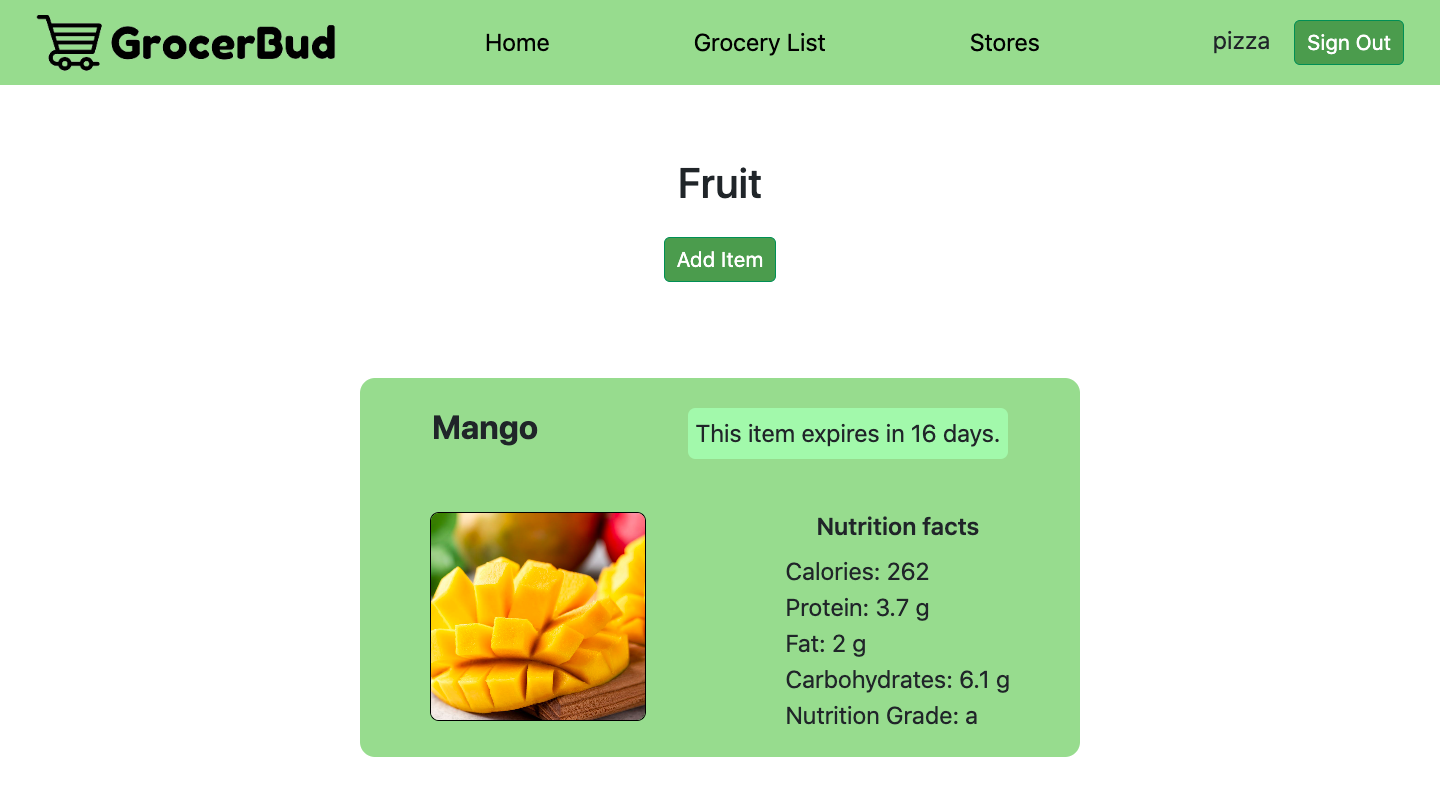 GrocerBud
Home
Grocery List
Stores
pizza
Sign Out
Fruit
Add Item
Mango
This item expires in 16 days.
Nutrition facts
Calories: 262
Protein: 3.7 g
Fat: 2 g
Carbohydrates: 6.1 g
Nutrition Grade: a